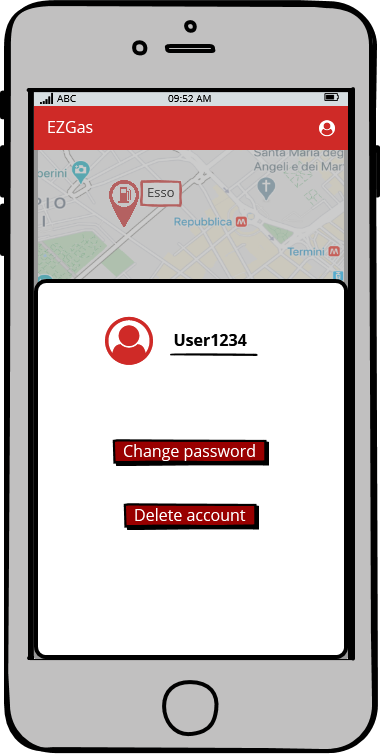 ABC 09:52 AM
EZGas
Santa Maria deg
Angeli e dei Mar
berini
Esso
PIO
I
Repubblica M
Termini M
User1234
Change password
Delete account